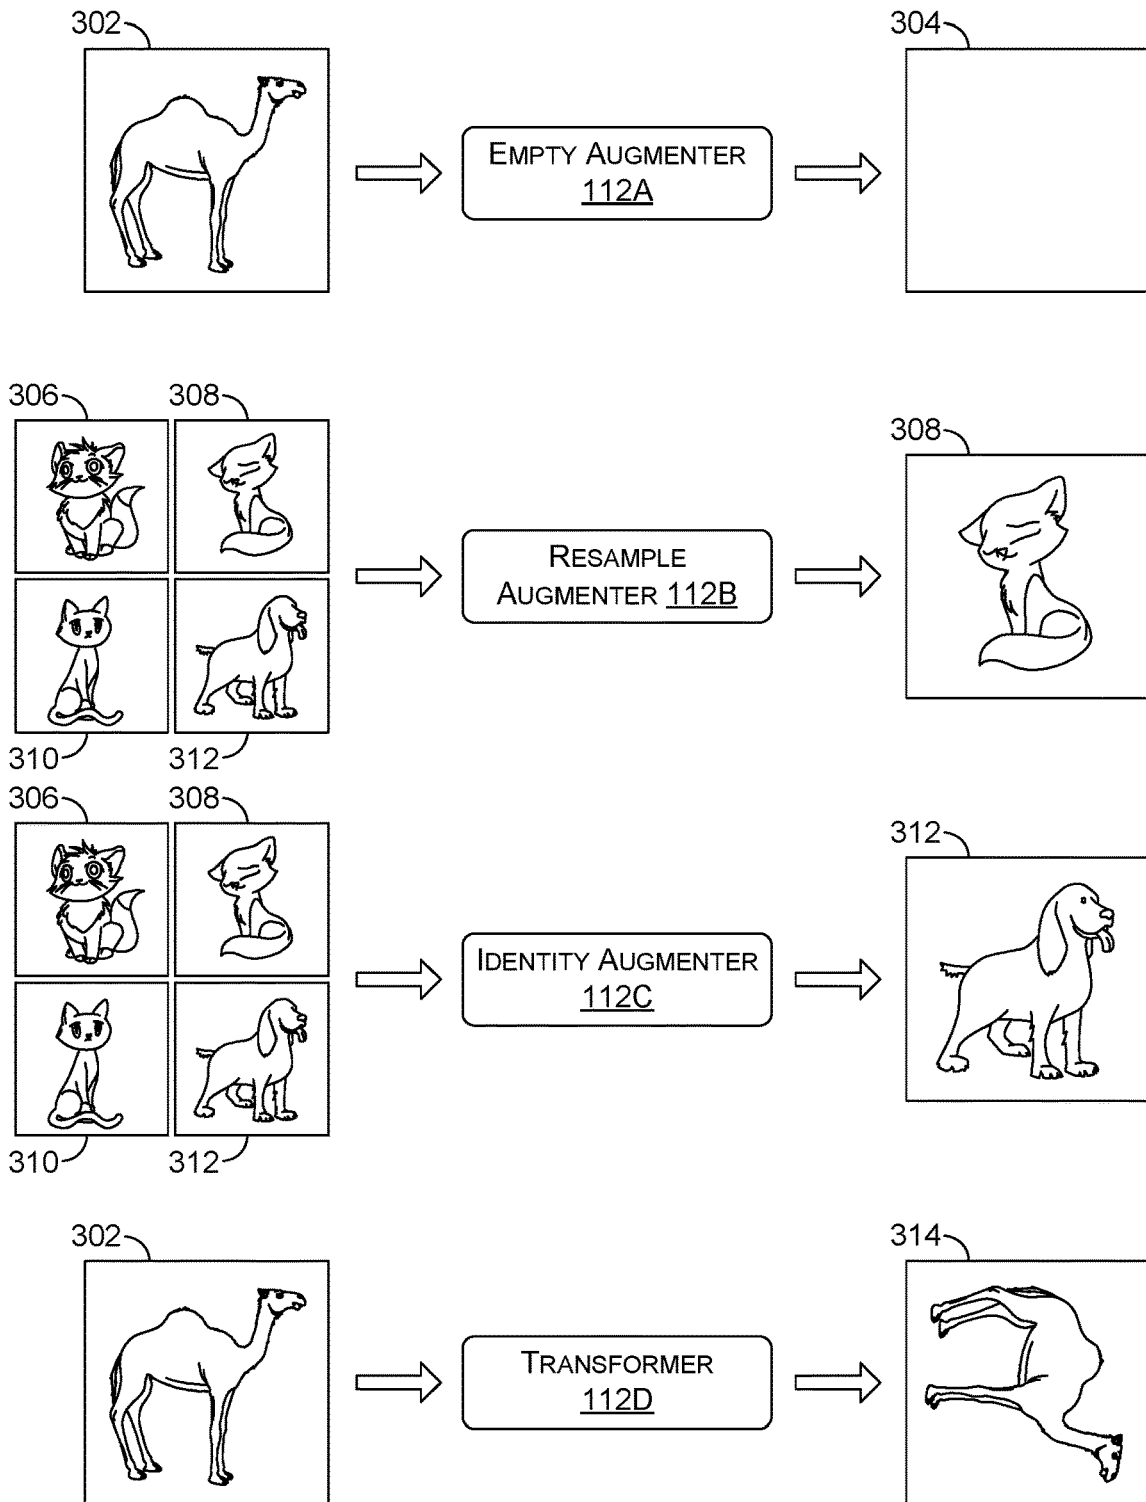 302
304
EMPTY AUGMENTER
112A
306
308
308
RESAMPLE
AUGMENTER 112B
310
312
306
308
312
IDENTITY AUGMENTER
112C
310
312
302
314
TRANSFORMER
112D